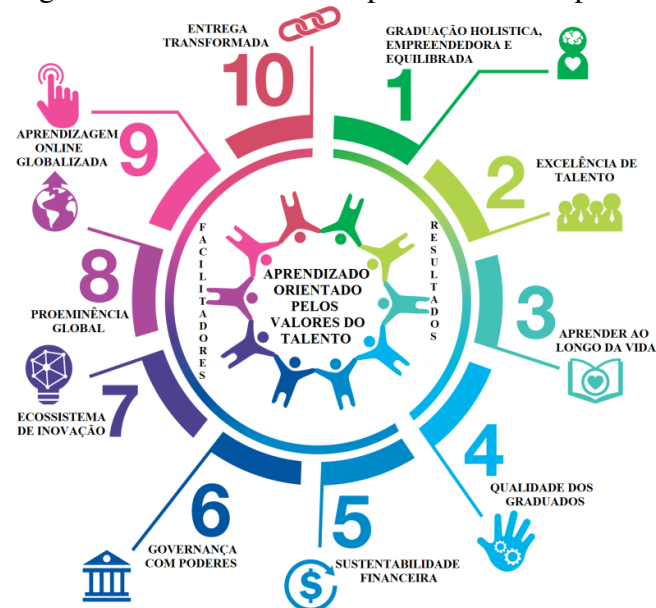 1
GRADUAÇÃO HOLISTICA,
EMPREENDEDORA E
EQUILIBRADA
2
EXCELÊNCIA DE
TALENTO
3
APRENDER AO
LONGO DA VIDA
4
QUALIDADE DOS
GRADUADOS
5
SUSTENTABILIDADE
FINANCEIRA
$
6
GOVERNANÇA
COM PODERES
7
ECOSSISTEMA
DE INOVAÇÃO
8
PROEMINÊNCIA
GLOBAL
9
APRENDIZAGEM
ONLINE
GLOBALIZADA
10
ENTREGA
TRANSFORMADA
FACILITADORES
RESULTADOS
APRENDIZADO
ORIENTADO
PELOS
VALORES DO
TALENTO